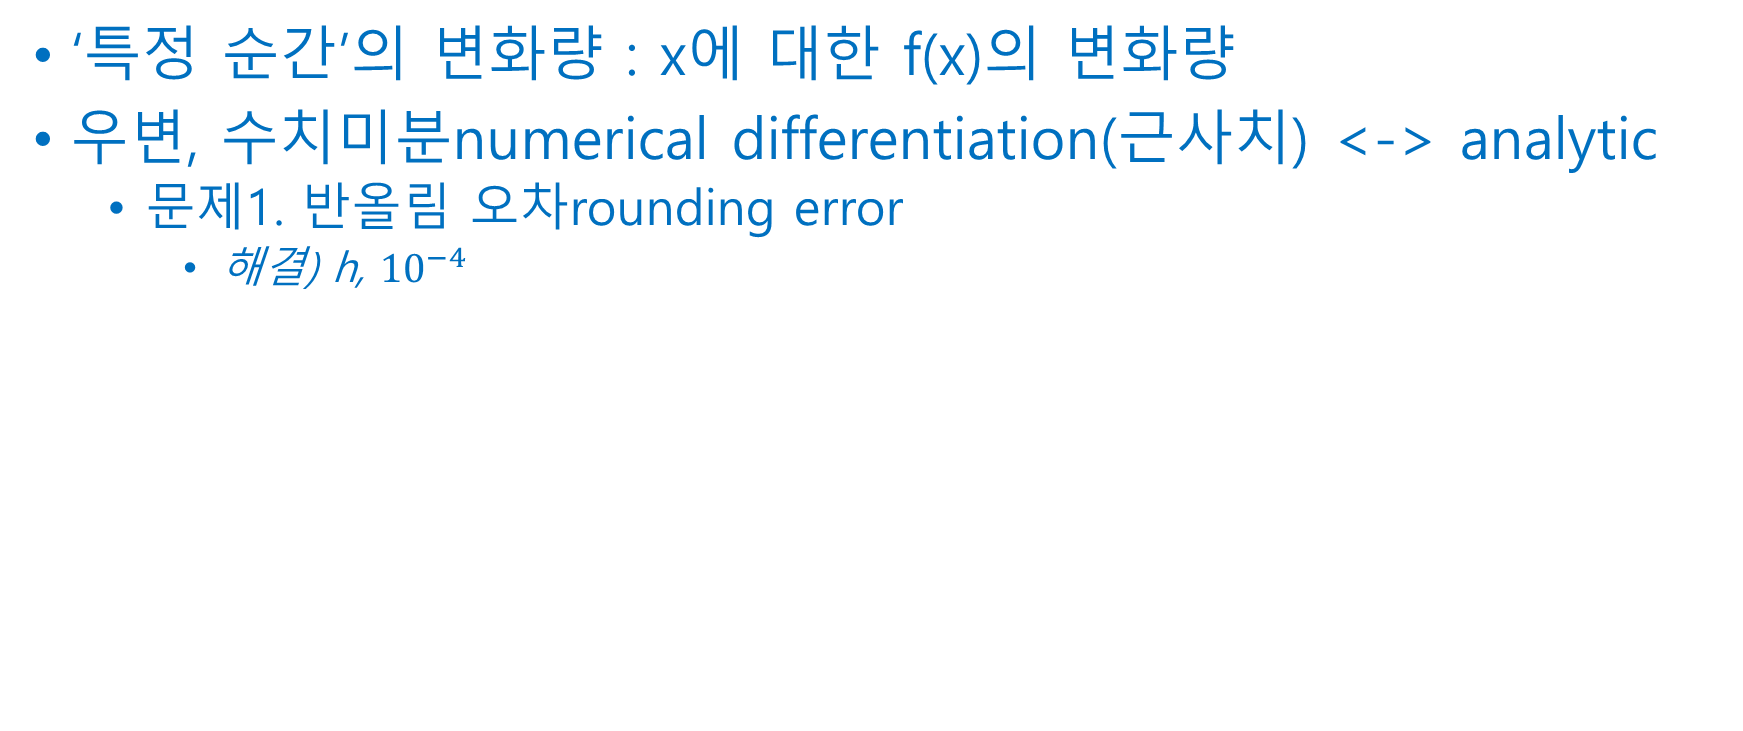 • ‘특정 순간’의 변화량 : x에 대한 f(x)의 변화량
• 우변, 수치미분numerical differentiation(근사치) <-> analytic
• 문제1. 반올림 오차rounding error
• 해결) h, 10⁻⁴